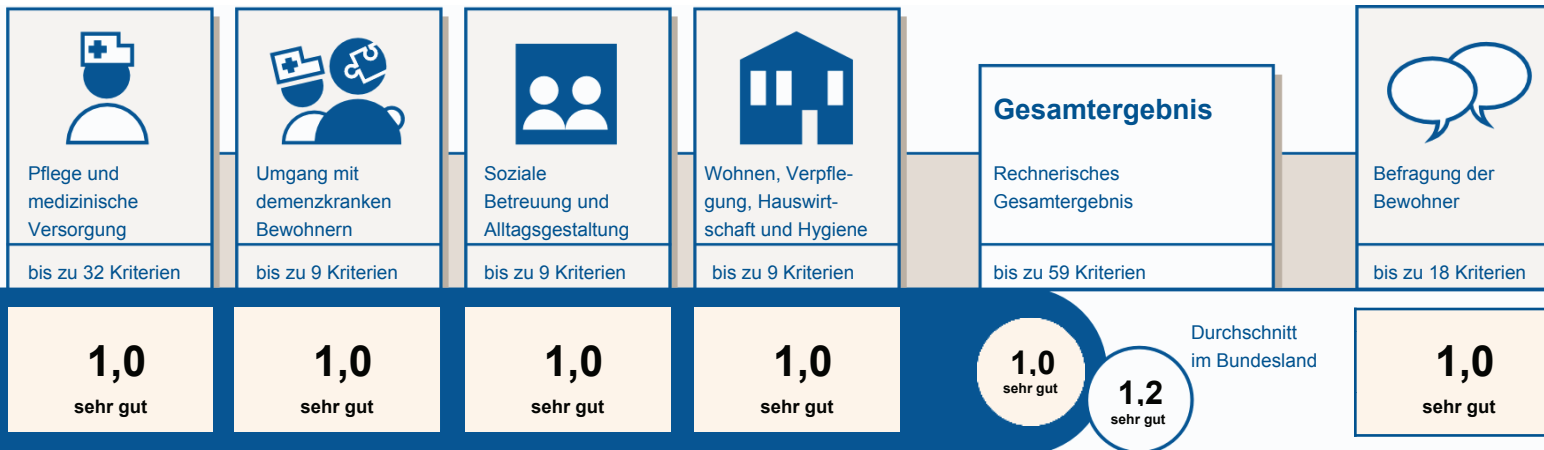 Pflege und
medizinische
Versorgung
bis zu 32 Kriterien
1,0
sehr gut
Umgang mit
demenzkranken
Bewohnern
bis zu 9 Kriterien
1,0
sehr gut
Soziale
Betreuung und
Alltagsgestaltung
bis zu 9 Kriterien
1,0
sehr gut
Wohnen, Verpfle-
gung, Hauswirt-
schaft und Hygiene
bis zu 9 Kriterien
1,0
sehr gut
Gesamtergebnis
Rechnerisches
Gesamtergebnis
bis zu 59 Kriterien
1,0
sehr gut
Durchschnitt
im Bundesland
1,2
sehr gut
Befragung der
Bewohner
bis zu 18 Kriterien
1,0
sehr gut